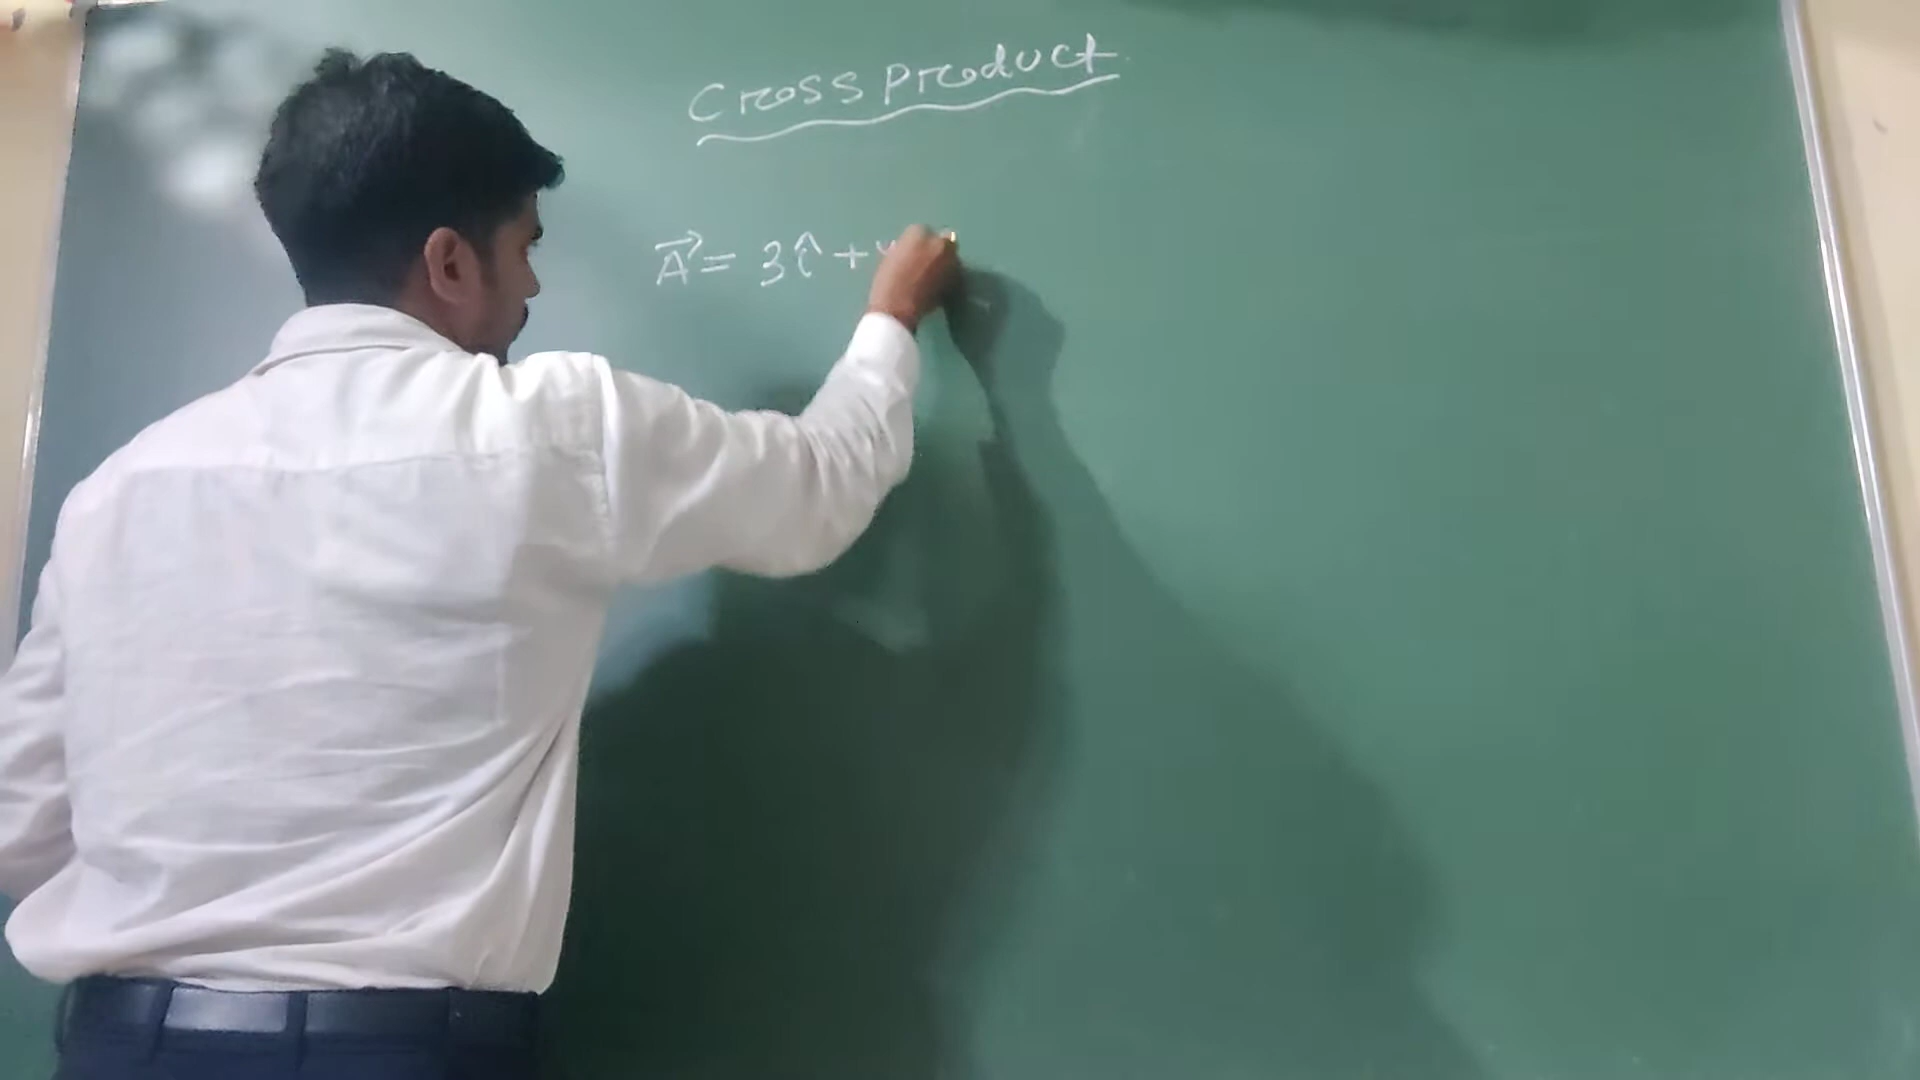 Cross product
A⃗ = 3î +